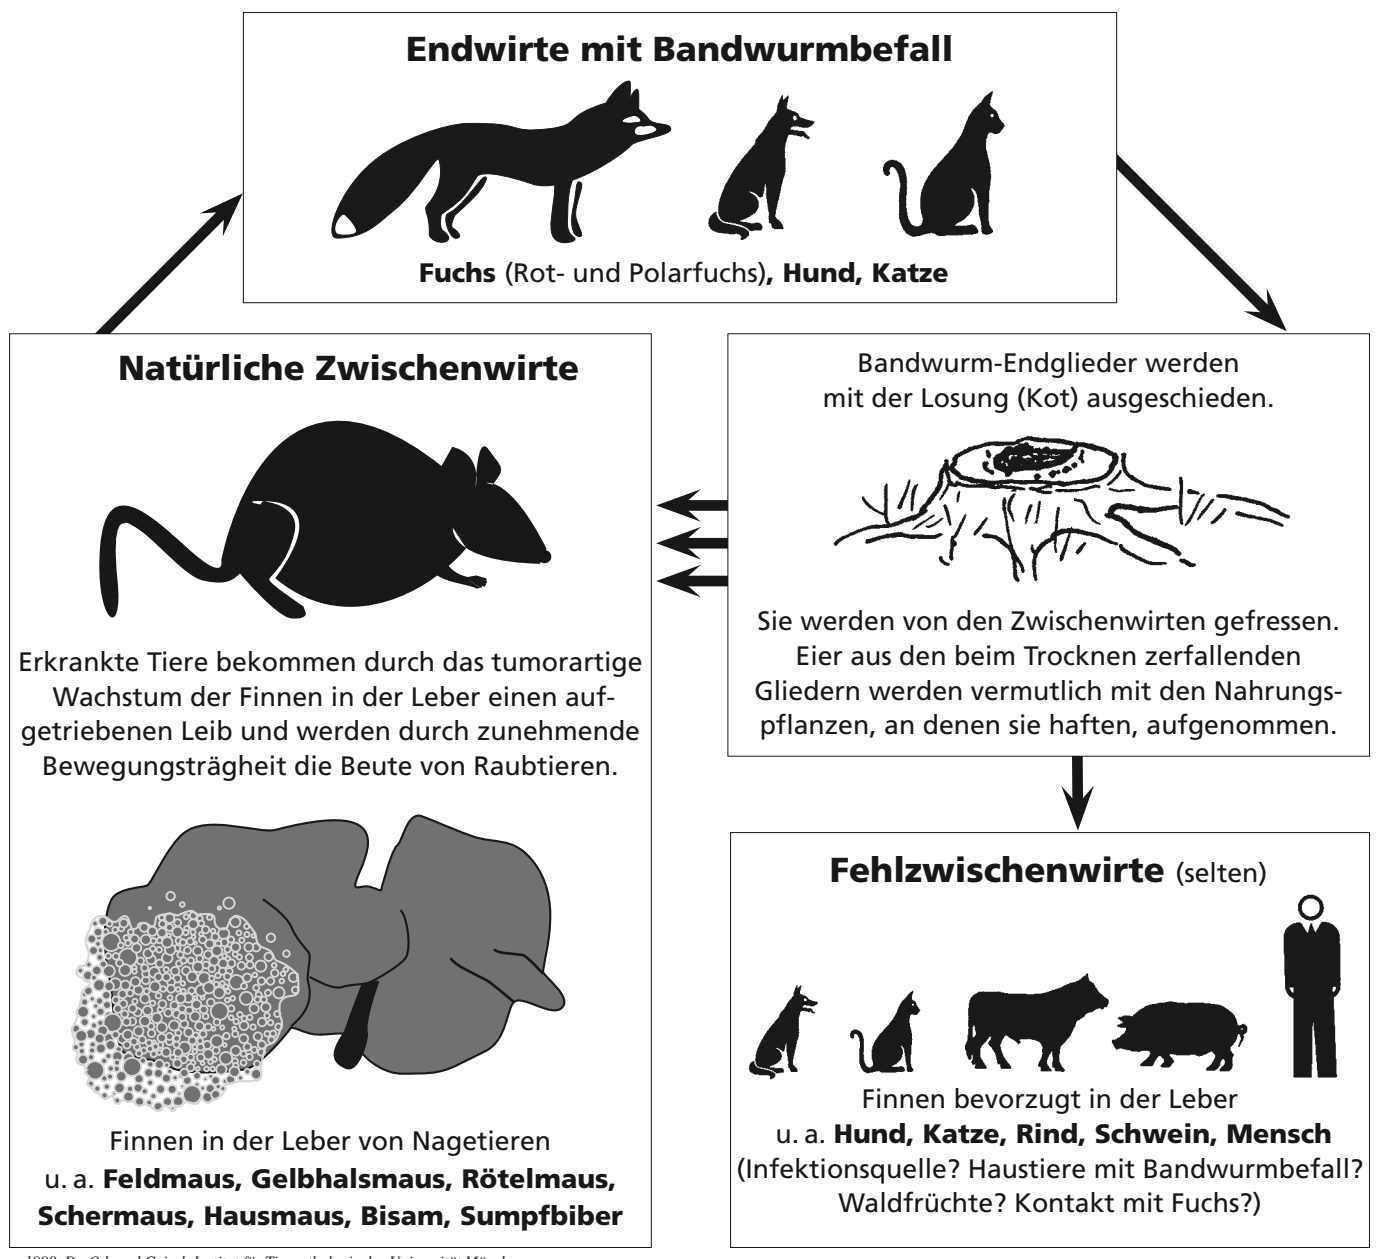 Endwirte mit Bandwurmbefall
Fuchs (Rot- und Polarfuchs), Hund, Katze
Natürliche Zwischenwirte
Erkrankte Tiere bekommen durch das tumorartige
Wachstum der Finnen in der Leber einen auf-
getriebenen Leib und werden durch zunehmende
Bewegungsträgheit die Beute von Raubtieren.
Finnen in der Leber von Nagetieren
u. a. Feldmaus, Gelbhalsmaus, Rötelmaus,
Schermaus, Hausmaus, Bisam, Sumpfbiber
Bandwurm-Endglieder werden
mit der Losung (Kot) ausgeschieden.
Sie werden von den Zwischenwirten gefressen.
Eier aus den beim Trocknen zerfallenden
Gliedern werden vermutlich mit den Nahrungs-
pflanzen, an denen sie haften, aufgenommen.
Fehlzwischenwirte (selten)
Finnen bevorzugt in der Leber
u. a. Hund, Katze, Rind, Schwein, Mensch
(Infektionsquelle? Haustiere mit Bandwurmbefall?
Waldfrüchte? Kontakt mit Fuchs?)